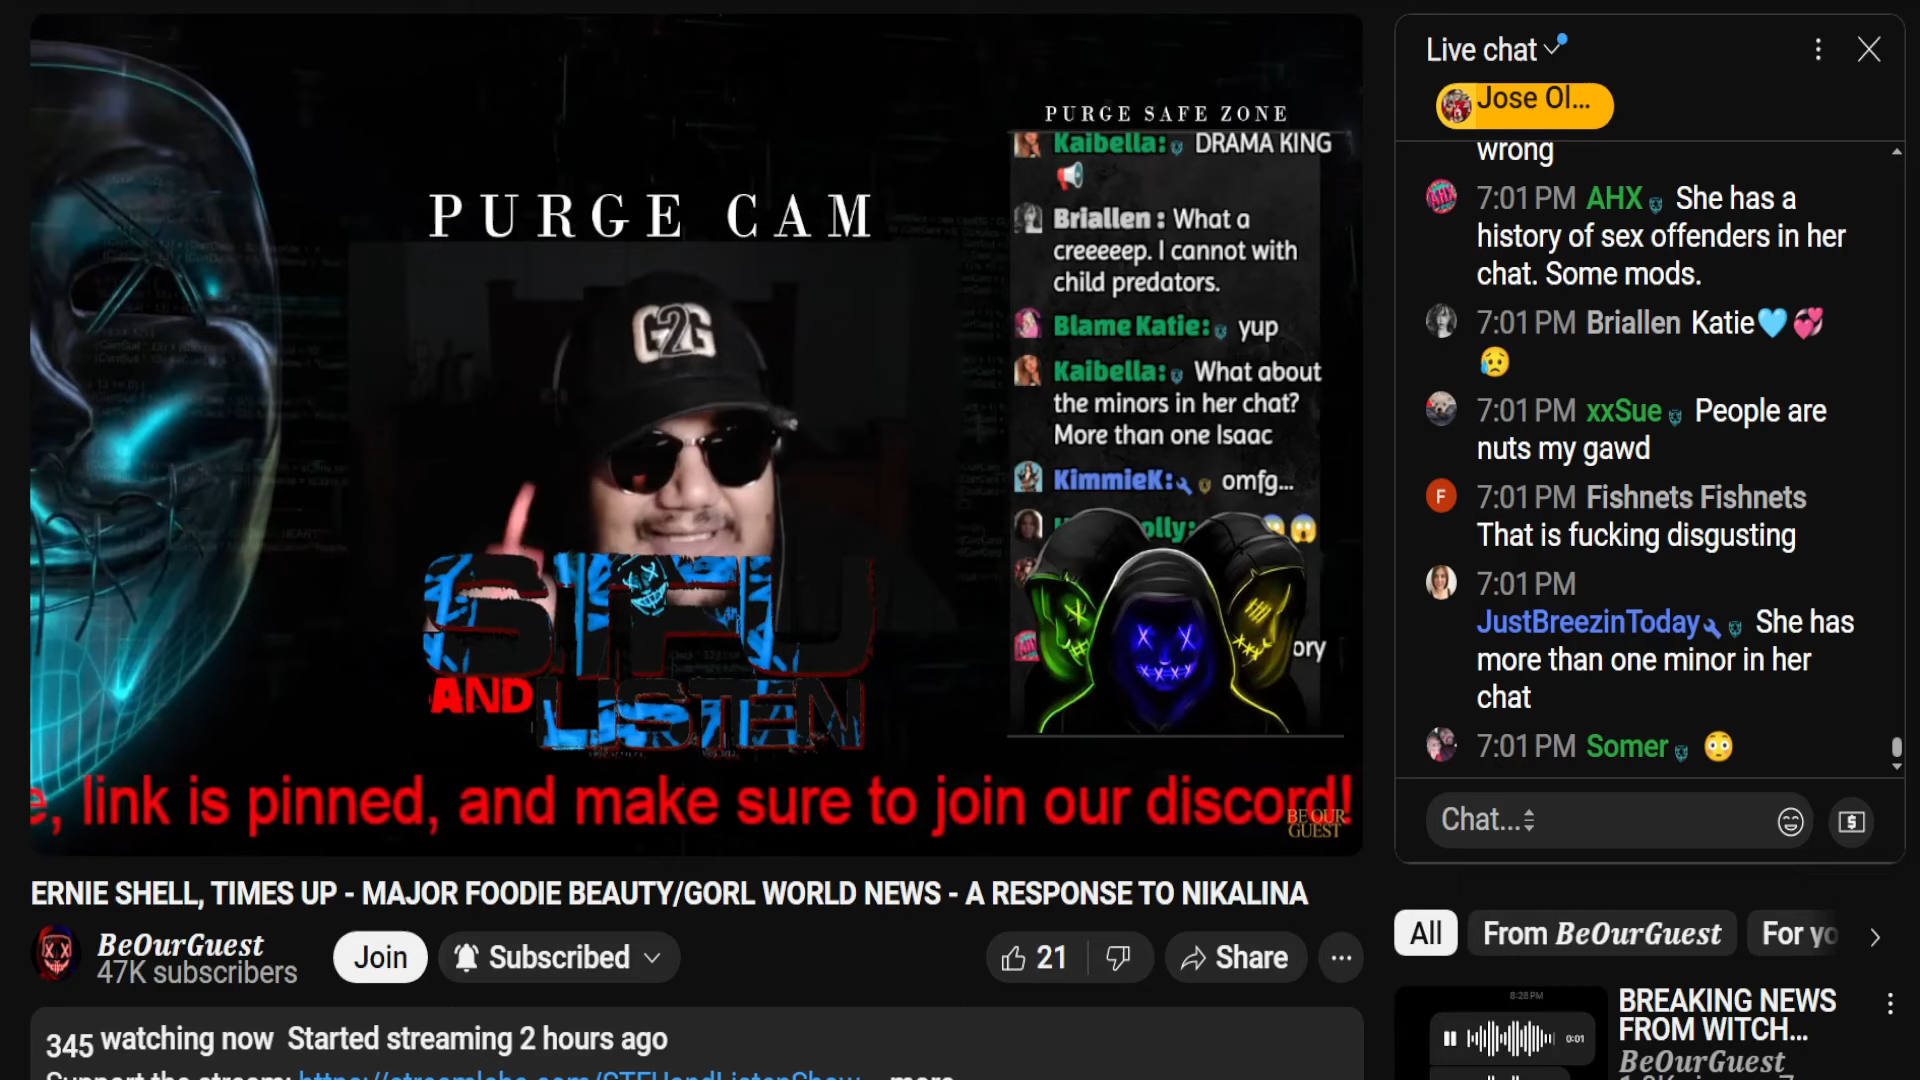 PURGE CAM
G2G
STFU
AND LISTEN
e, link is pinned, and make sure to join our discord!
BE OUR
GUEST
PURGE SAFE ZONE
Kaibella: DRAMA KING
Briallen : What a
creeeeep. I cannot with
child predators.
Blame Katie: yup
Kaibella: What about
the minors in her chat?
More than one Isaac
KimmieK: omfg...
olly:
ory
ERNIE SHELL, TIMES UP - MAJOR FOODIE BEAUTY/GORL WORLD NEWS - A RESPONSE TO NIKALINA
BeOurGuest
47K subscribers
Join
Subscribed
21
Share
345 watching now Started streaming 2 hours ago
Live chat
Jose Ol...
wrong
7:01 PM AHX She has a
history of sex offenders in her
chat. Some mods.
7:01 PM Briallen Katie🩵💞
😥
7:01 PM xxSue People are
nuts my gawd
F 7:01 PM Fishnets Fishnets
That is fucking disgusting
7:01 PM
JustBreezinToday She has
more than one minor in her
chat
7:01 PM Somer 😳
Chat...
All
From BeOurGuest
For yo
8:28 PM
0:01
BREAKING NEWS
FROM WITCH...
BeOurGuest